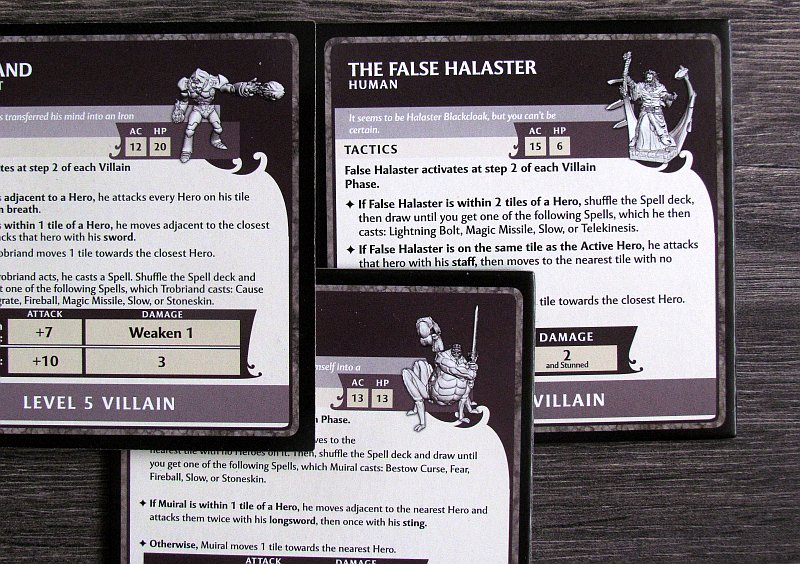 AND
T
transferred his mind into an Iron
AC HP
12 20
ates at step 2 of each Villain
adjacent to a Hero, he attacks every Hero on his tile
breath.
within 1 tile of a Hero, he moves adjacent to the closest
acks that hero with his sword.
obriand moves 1 tile towards the closest Hero.
robriand acts, he casts a Spell. Shuffle the Spell deck and
t one of the following Spells, which Trobriand casts: Cause
grate, Fireball, Magic Missile, Slow, or Stoneskin.
ATTACK DAMAGE
+7 Weaken 1
+10 3
LEVEL 5 VILLAIN
THE FALSE HALASTER
HUMAN
It seems to be Halaster Blackcloak, but you can't be
certain.
AC HP
15 6
TACTICS
False Halaster activates at step 2 of each Villain
Phase.
✦ If False Halaster is within 2 tiles of a Hero, shuffle the Spell deck,
then draw until you get one of the following Spells, which he then
casts: Lightning Bolt, Magic Missile, Slow, or Telekinesis.
✦ If False Halaster is on the same tile as the Active Hero, he attacks
that hero with his staff, then moves to the nearest tile with no
tile towards the closest Hero.
DAMAGE
2
and Stunned
VILLAIN
mself into a
AC HP
13 13
n Phase.
ves to the
nearest tile with no Heroes on it. Then, shuffle the Spell deck and draw until
you get one of the following Spells, which Muiral casts: Bestow Curse, Fear,
Fireball, Slow, or Stoneskin.
✦ If Muiral is within 1 tile of a Hero, he moves adjacent to the nearest Hero and
attacks them twice with his longsword, then once with his sting.
✦ Otherwise, Muiral moves 1 tile towards the nearest Hero.
ATTACK DAMAGE